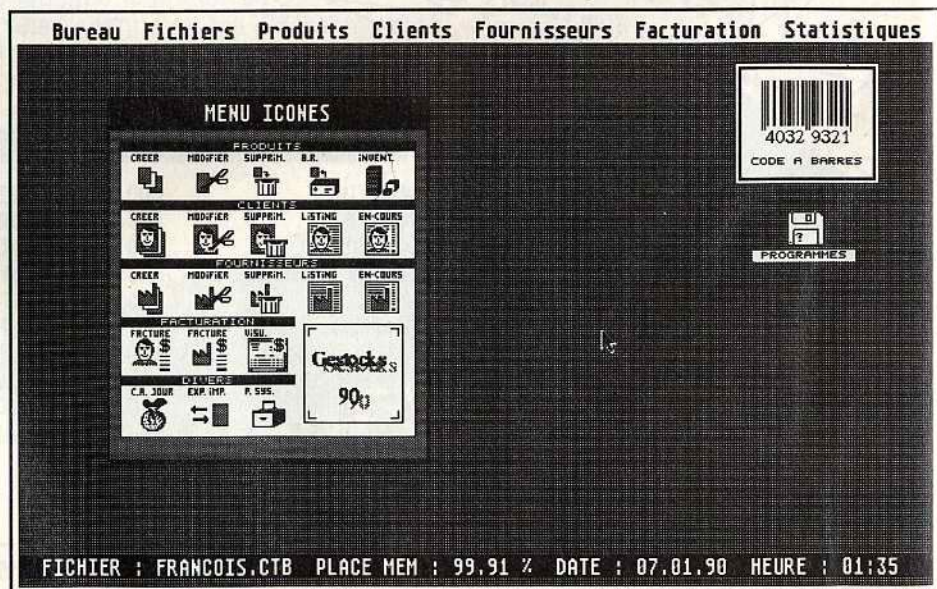 Bureau Fichiers Produits Clients Fournisseurs Facturation Statistiques
4032 9321
CODE A BARRES
PROGRAMMES
MENU ICONES
PRODUITS
CREER MODiFiER SUPPRiM. B.R. iNVENT.
CLIENTS
CREER MODiFiER SUPPRiM. LiSTiNG EN-COURS
FOURNISSEURS
CREER MODiFiER SUPPRiM. LiSTiNG EN-COURS
FACTURATION
FACTURE FACTURE ViSU.
Gestocks
90
DIVERS
C.A. JOUR EXP. iMP. P. SYS.
FICHIER : FRANCOIS.CTB PLACE MEM : 99.91 % DATE : 07.01.90 HEURE : 01:35